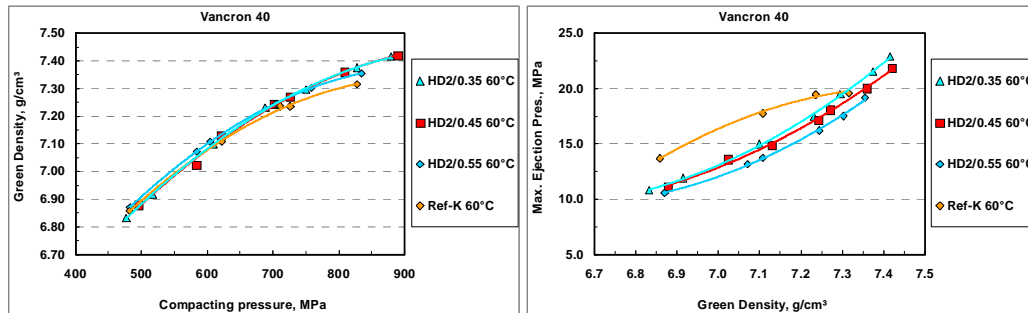 Vancron 40
7.50
7.40
7.30
7.20
7.10
7.00
6.90
6.80
6.70
400
500
600
700
800
900
Green Density, g/cm³
Compacting pressure, MPa
HD2/0.35 60°C
HD2/0.45 60°C
HD2/0.55 60°C
Ref-K 60°C
Vancron 40
25.0
20.0
15.0
10.0
5.0
6.7
6.8
6.9
7.0
7.1
7.2
7.3
7.4
7.5
Max. Ejection Pres., MPa
Green Density, g/cm³
HD2/0.35 60°C
HD2/0.45 60°C
HD2/0.55 60°C
Ref-K 60°C